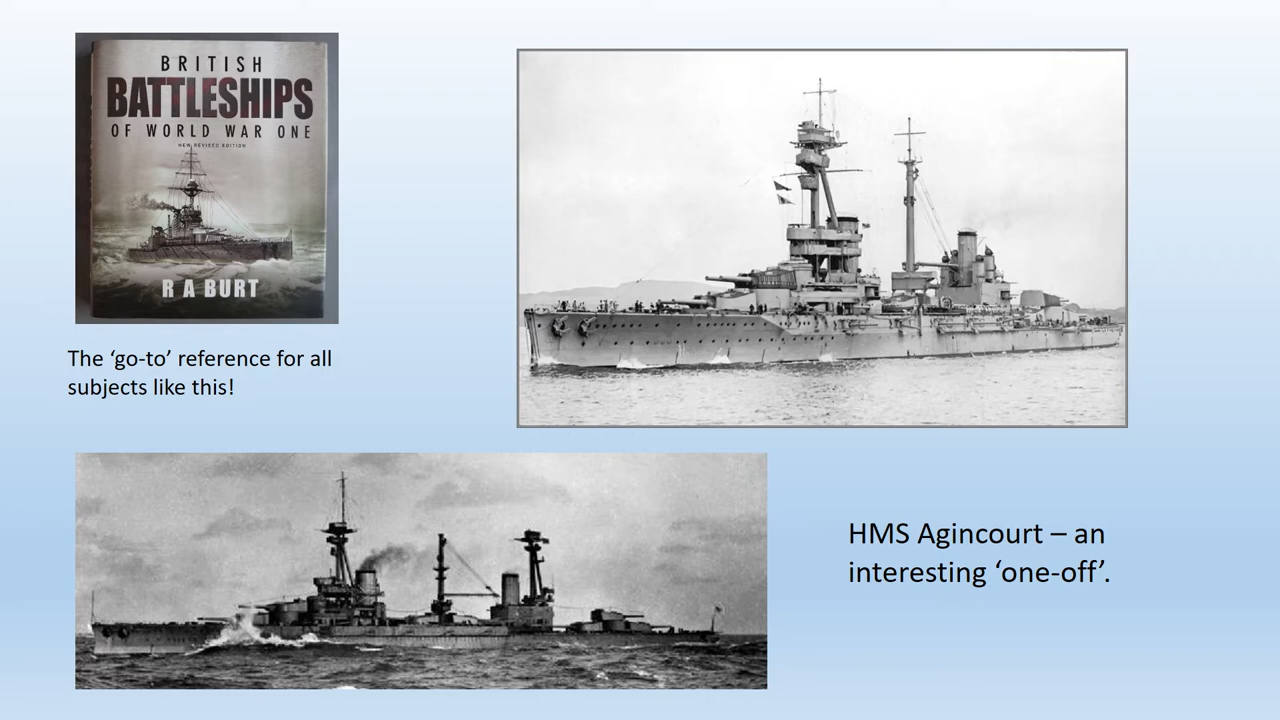 BRITISH
BATTLESHIPS
OF WORLD WAR ONE
NEW REVISED EDITION
R A BURT
The ‘go-to’ reference for all
subjects like this!
HMS Agincourt – an
interesting ‘one-off’.